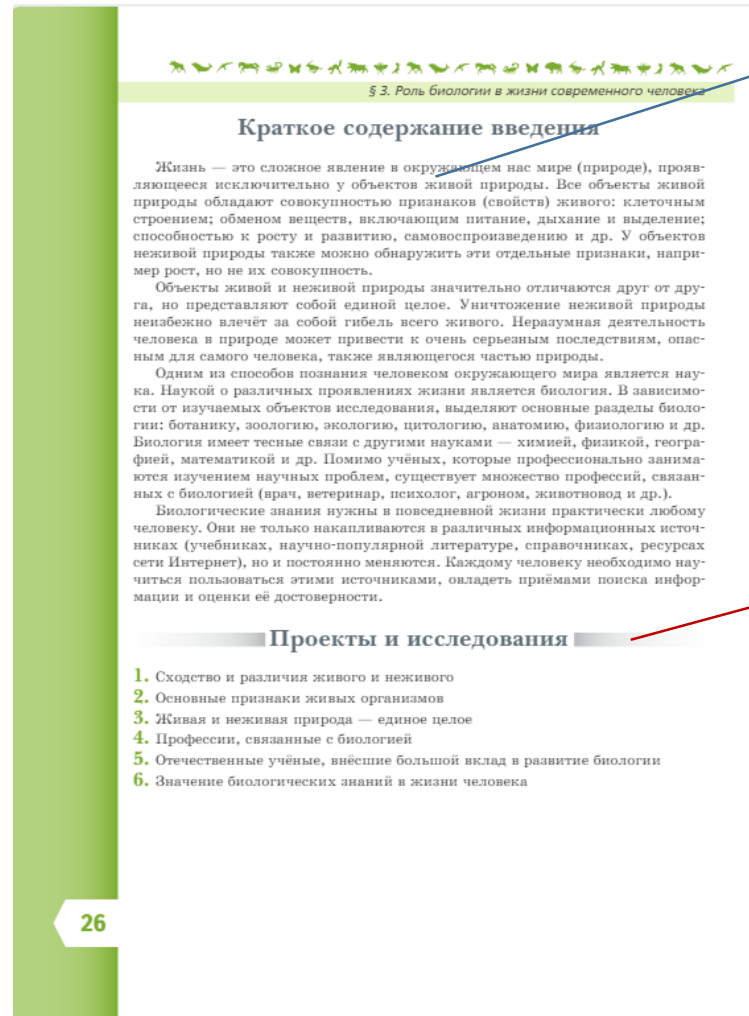 § 3. Роль биологии в жизни современного человека
Краткое содержание введения
Жизнь — это сложное явление в окружающем нас мире (природе), прояв-
ляющееся исключительно у объектов живой природы. Все объекты живой
природы обладают совокупностью признаков (свойств) живого: клеточным
строением; обменом веществ, включающим питание, дыхание и выделение;
способностью к росту и развитию, самовоспроизведению и др. У объектов
неживой природы также можно обнаружить эти отдельные признаки, напри-
мер рост, но не их совокупность.
Объекты живой и неживой природы значительно отличаются друг от дру-
га, но представляют собой единой целое. Уничтожение неживой природы
неизбежно влечёт за собой гибель всего живого. Неразумная деятельность
человека в природе может привести к очень серьезным последствиям, опас-
ным для самого человека, также являющегося частью природы.
Одним из способов познания человеком окружающего мира является нау-
ка. Наукой о различных проявлениях жизни является биология. В зависимо-
сти от изучаемых объектов исследования, выделяют основные разделы биоло-
гии: ботанику, зоологию, экологию, цитологию, анатомию, физиологию и др.
Биология имеет тесные связи с другими науками — химией, физикой, геогра-
фией, математикой и др. Помимо учёных, которые профессионально занима-
ются изучением научных проблем, существует множество профессий, связан-
ных с биологией (врач, ветеринар, психолог, агроном, животновод и др.).
Биологические знания нужны в повседневной жизни практически любому
человеку. Они не только накапливаются в различных информационных источ-
никах (учебниках, научно-популярной литературе, справочниках, ресурсах
сети Интернет), но и постоянно меняются. Каждому человеку необходимо нау-
читься пользоваться этими источниками, овладеть приёмами поиска инфор-
мации и оценки её достоверности.
Проекты и исследования
1. Сходство и различия живого и неживого
2. Основные признаки живых организмов
3. Живая и неживая природа — единое целое
4. Профессии, связанные с биологией
5. Отечественные учёные, внёсшие большой вклад в развитие биологии
6. Значение биологических знаний в жизни человека
26